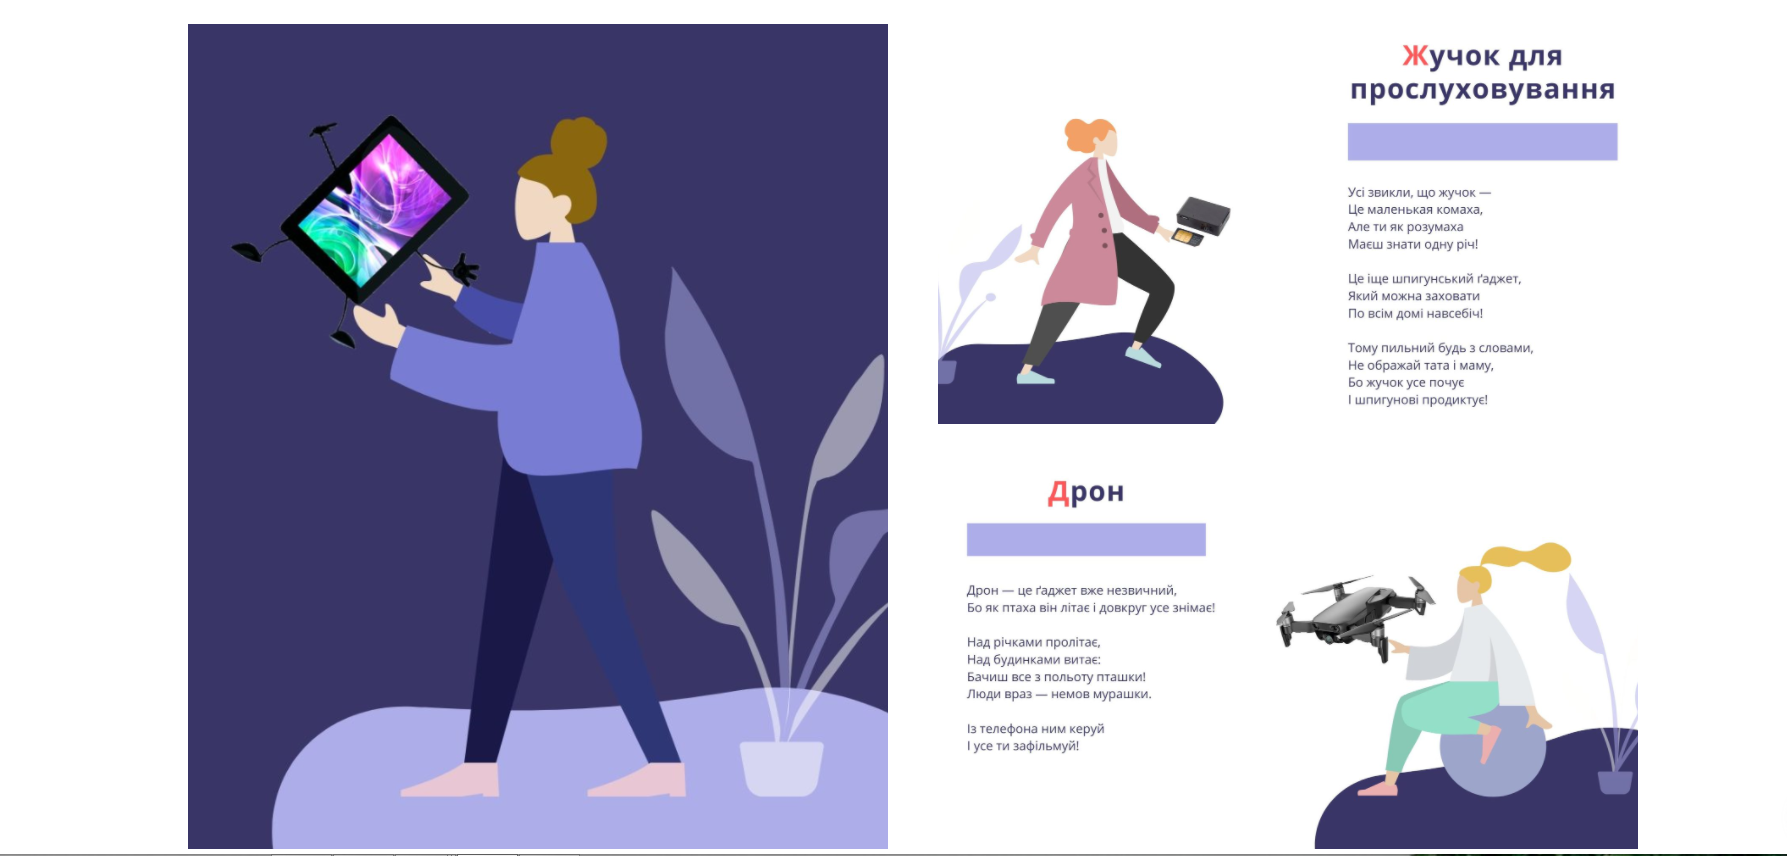 Жучок для
прослуховування
Усі звикли, що жучок —
Це маленькая комаха,
Але ти як розумаха
Маєш знати одну річ!
Це іще шпигунський ґаджет,
Який можна заховати
По всім домі навсебіч!
Тому пильний будь з словами,
Не ображай тата і маму,
Бо жучок усе почує
І шпигунові продиктує!
Дрон
Дрон — це ґаджет вже незвичний,
Бо як птаха він літає і довкруг усе знімає!
Над річками пролітає,
Над будинками витає:
Бачиш все з польоту пташки!
Люди враз — немов мурашки.
Із телефона ним керуй
І усе ти зафільмуй!